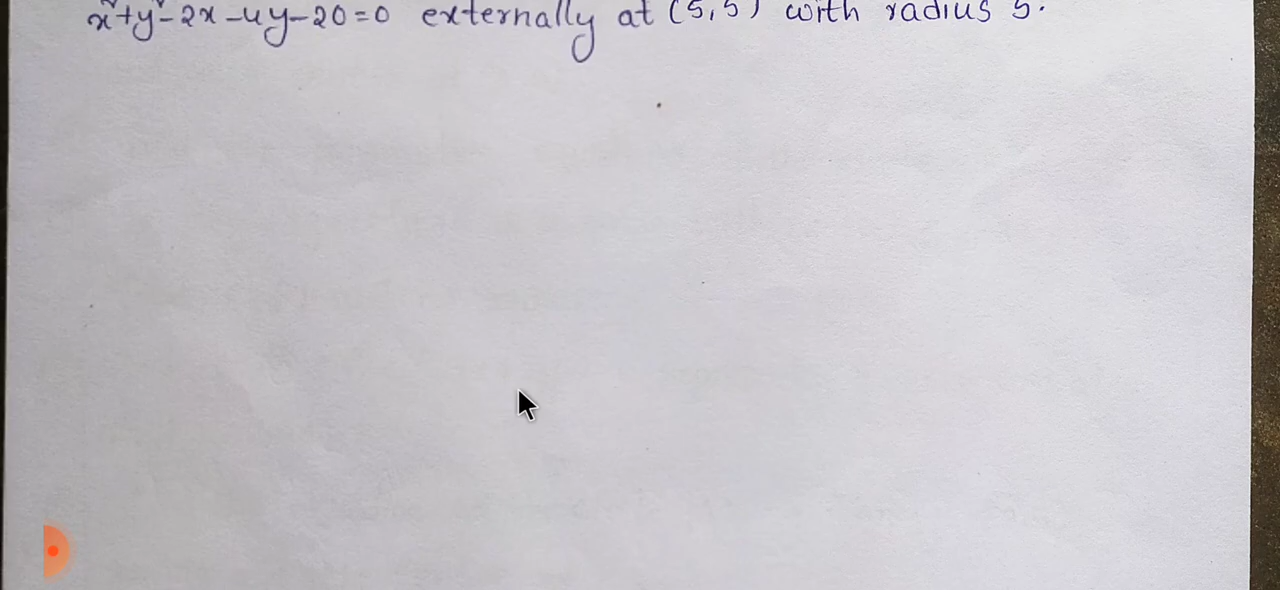 x²+y²-2x-4y-20=0 externally at (5,5) with radius 5.